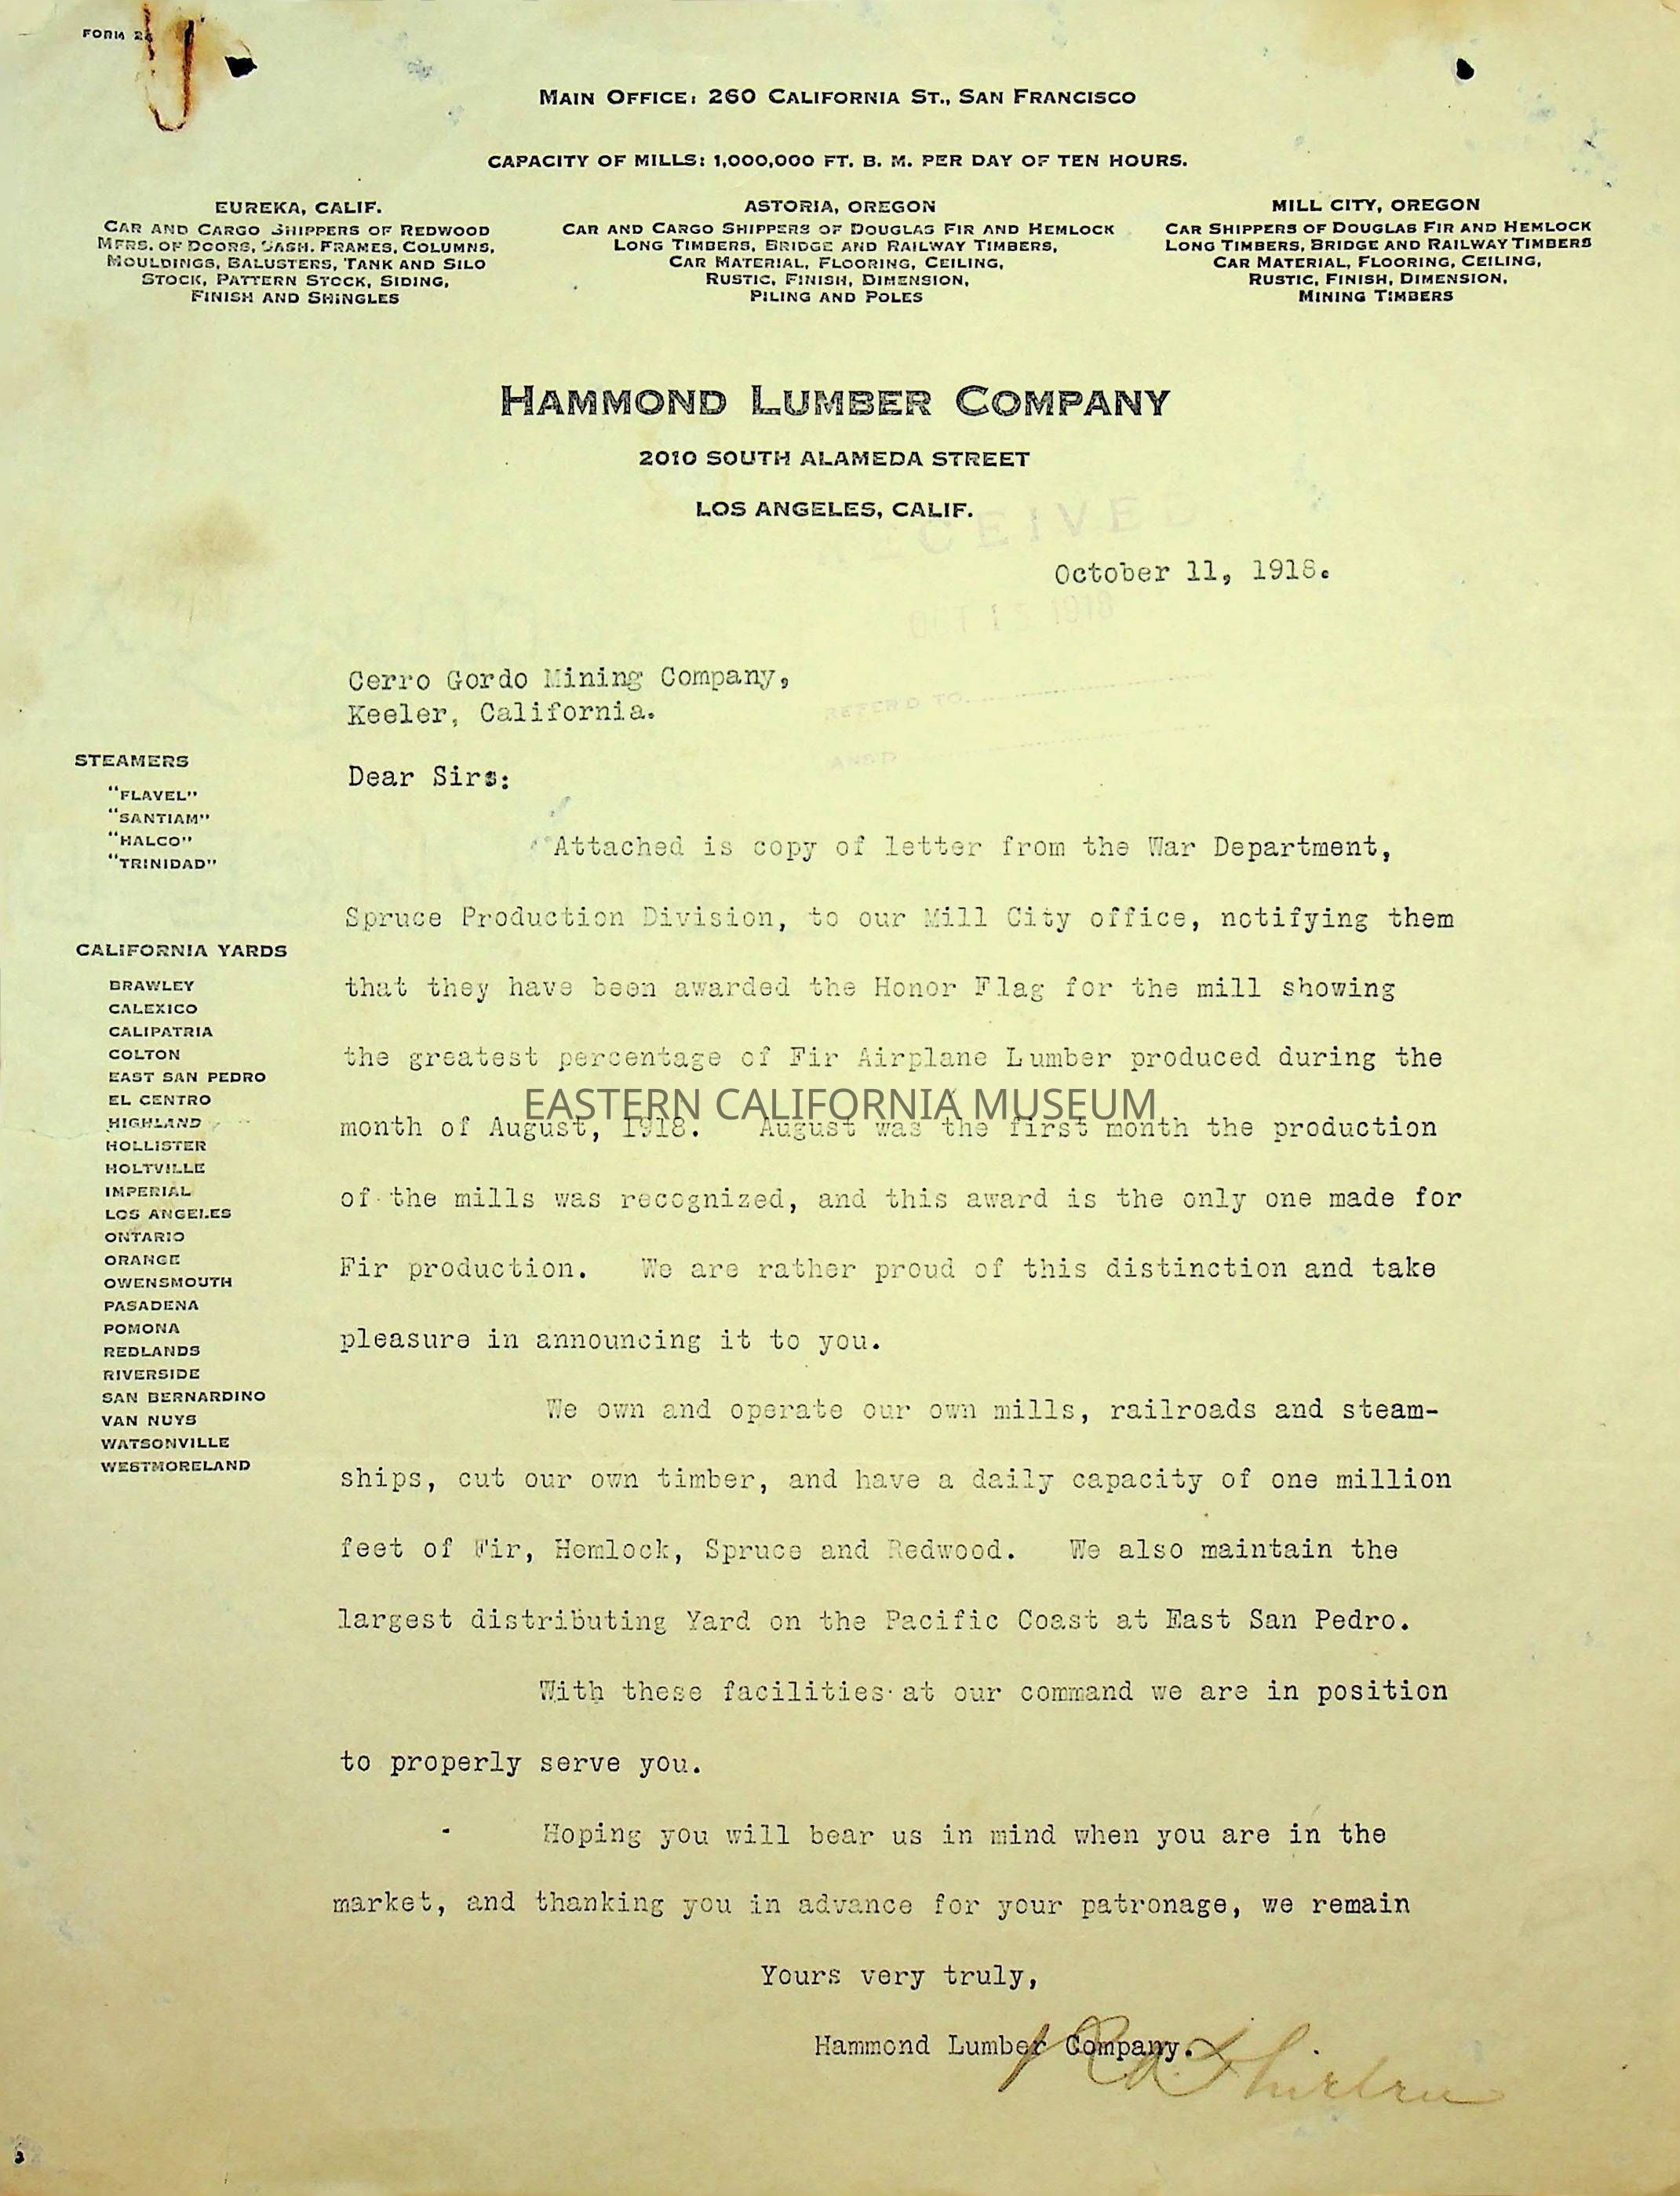 FORM 24
MAIN OFFICE: 260 CALIFORNIA ST., SAN FRANCISCO
CAPACITY OF MILLS: 1,000,000 FT. B. M. PER DAY OF TEN HOURS.
EUREKA, CALIF.
CAR AND CARGO SHIPPERS OF REDWOOD
MFRS. OF DOORS, SASH, FRAMES, COLUMNS,
MOULDINGS, BALUSTERS, TANK AND SILO
STOCK, PATTERN STOCK, SIDING,
FINISH AND SHINGLES
ASTORIA, OREGON
CAR AND CARGO SHIPPERS OF DOUGLAS FIR AND HEMLOCK
LONG TIMBERS, BRIDGE AND RAILWAY TIMBERS,
CAR MATERIAL, FLOORING, CEILING,
RUSTIC, FINISH, DIMENSION,
PILING AND POLES
MILL CITY, OREGON
CAR SHIPPERS OF DOUGLAS FIR AND HEMLOCK
LONG TIMBERS, BRIDGE AND RAILWAY TIMBERS
CAR MATERIAL, FLOORING, CEILING,
RUSTIC, FINISH, DIMENSION,
MINING TIMBERS
HAMMOND LUMBER COMPANY
2010 SOUTH ALAMEDA STREET
LOS ANGELES, CALIF.
RECEIVED
October 11, 1918.
OCT 1 1918
Cerro Gordo Mining Company,
Keeler, California.
REFER'D TO
ANS'D
Dear Sirs:
Attached is copy of letter from the War Department,
Spruce Production Division, to our Mill City office, notifying them
that they have been awarded the Honor Flag for the mill showing
the greatest percentage of Fir Airplane Lumber produced during the
EASTERN CALIFORNIA MUSEUM
month of August, 1918. August was the first month the production
of the mills was recognized, and this award is the only one made for
Fir production. We are rather proud of this distinction and take
pleasure in announcing it to you.
We own and operate our own mills, railroads and steam-
ships, cut our own timber, and have a daily capacity of one million
feet of Fir, Hemlock, Spruce and Redwood. We also maintain the
largest distributing Yard on the Pacific Coast at East San Pedro.
With these facilities at our command we are in position
to properly serve you.
Hoping you will bear us in mind when you are in the
market, and thanking you in advance for your patronage, we remain
Yours very truly,
Hammond Lumber Company.
STEAMERS
"FLAVEL"
"SANTIAM"
"HALCO"
"TRINIDAD"
CALIFORNIA YARDS
BRAWLEY
CALEXICO
CALIPATRIA
COLTON
EAST SAN PEDRO
EL CENTRO
HIGHLAND
HOLLISTER
HOLTVILLE
IMPERIAL
LOS ANGELES
ONTARIO
ORANGE
OWENSMOUTH
PASADENA
POMONA
REDLANDS
RIVERSIDE
SAN BERNARDINO
VAN NUYS
WATSONVILLE
WESTMORELAND